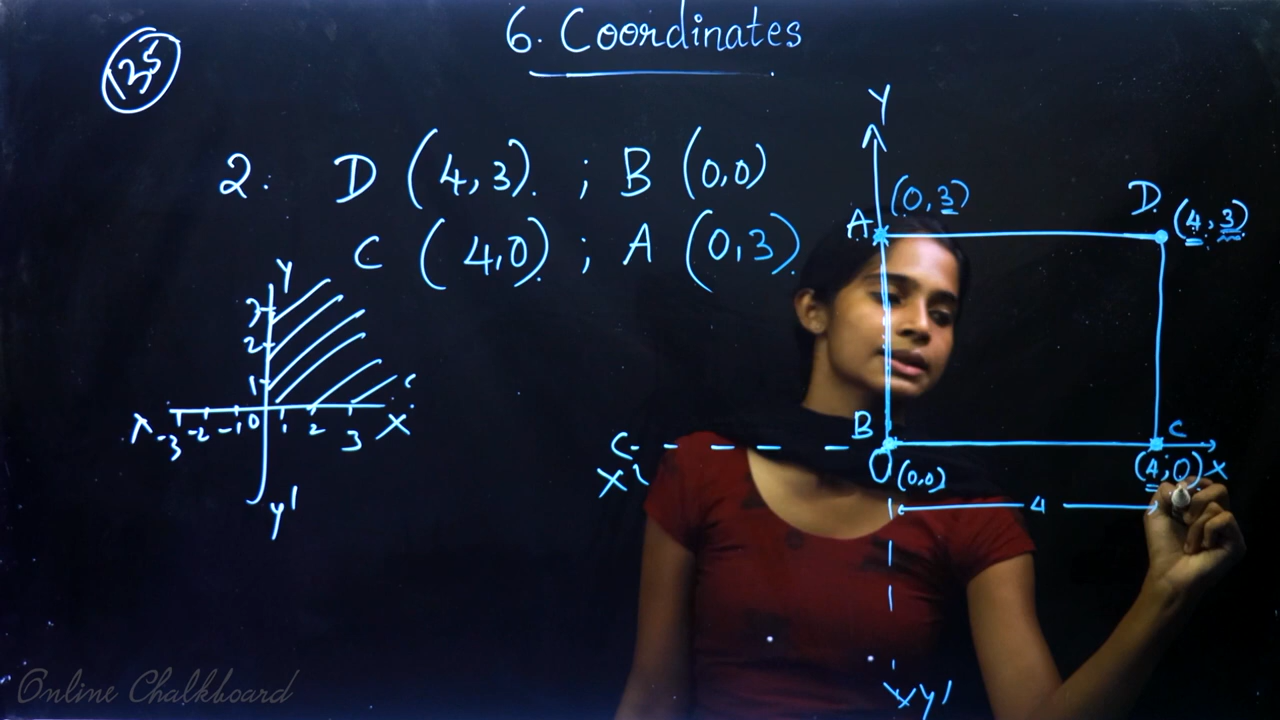 6. Coordinates
135
2. D (4,3) ; B (0,0)
C (4,0) ; A (0,3)
Y
3
2
1
-3 -2 -1 0 1 2 3
X
y'
Y
A (0,3) D (4,3)
B C
X' O (0,0) (4,0) X
4
y'
Online Chalkboard